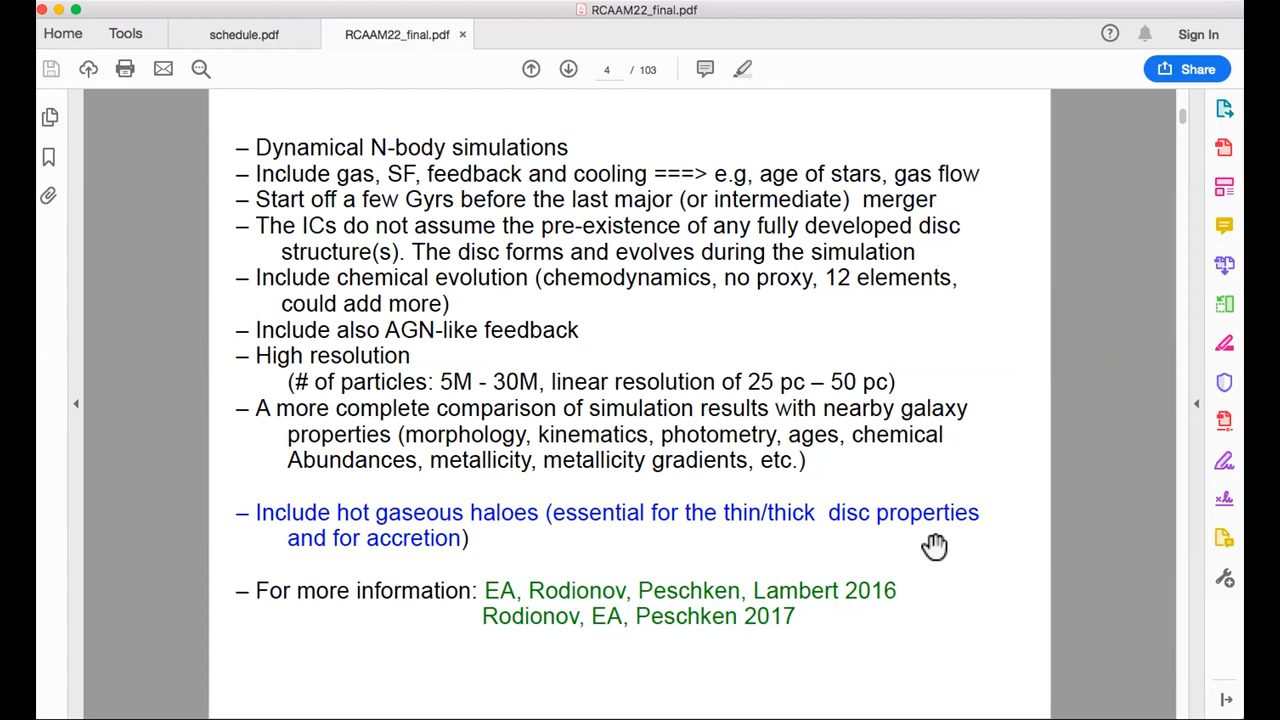 RCAAM22_final.pdf
Home Tools schedule.pdf RCAAM22_final.pdf × Sign In
4 / 103 Share
– Dynamical N-body simulations
– Include gas, SF, feedback and cooling ===> e.g, age of stars, gas flow
– Start off a few Gyrs before the last major (or intermediate) merger
– The ICs do not assume the pre-existence of any fully developed disc
structure(s). The disc forms and evolves during the simulation
– Include chemical evolution (chemodynamics, no proxy, 12 elements,
could add more)
– Include also AGN-like feedback
– High resolution
(# of particles: 5M - 30M, linear resolution of 25 pc – 50 pc)
– A more complete comparison of simulation results with nearby galaxy
properties (morphology, kinematics, photometry, ages, chemical
Abundances, metallicity, metallicity gradients, etc.)
– Include hot gaseous haloes (essential for the thin/thick disc properties
and for accretion)
– For more information: EA, Rodionov, Peschken, Lambert 2016
Rodionov, EA, Peschken 2017